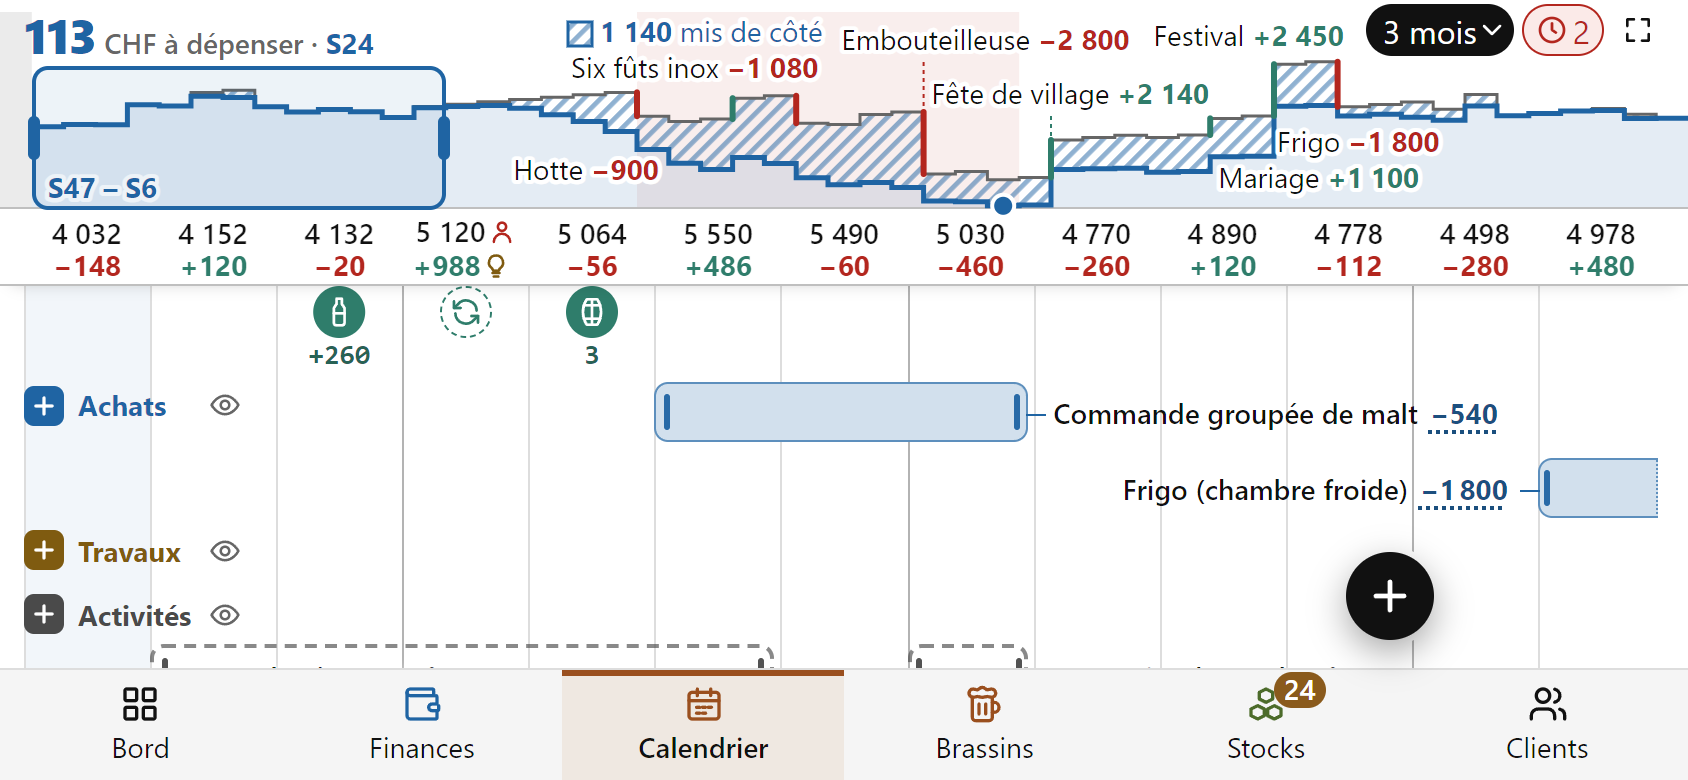 113 CHF à dépenser · S24
1 140 mis de côté
Six fûts inox −1 080
Embouteilleuse −2 800
Festival +2 450
3 mois
2
Fête de village +2 140
Hotte −900
Frigo −1 800
Mariage +1 100
S47 – S6
4 032 4 152 4 132 5 120 5 064 5 550 5 490 5 030 4 770 4 890 4 778 4 498 4 978
−148 +120 −20 +988 −56 +486 −60 −460 −260 +120 −112 −280 +480
+260 3
Achats
Commande groupée de malt −540
Frigo (chambre froide) −1 800
Travaux
Activités
24
Bord Finances Calendrier Brassins Stocks Clients